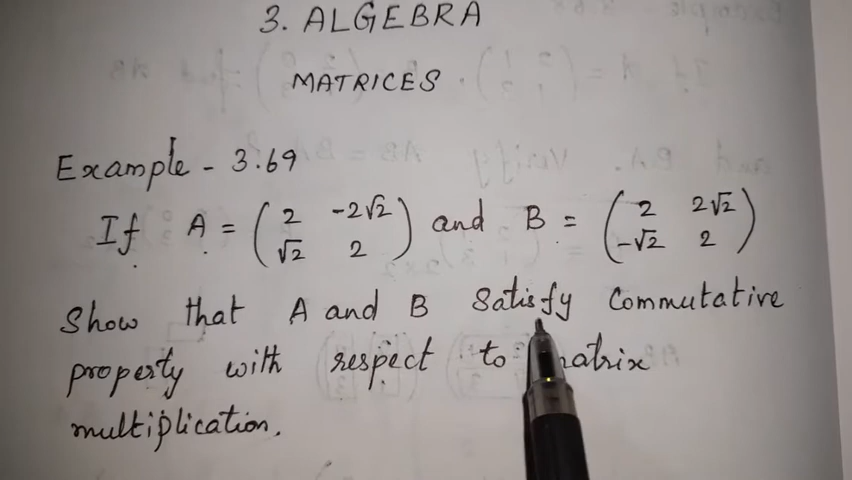 3. ALGEBRA
MATRICES
Example - 3.69
If A = (2 -2√2 √2 2) and B = (2 2√2 -√2 2)
Show that A and B Satisfy Commutative
property with respect to matrix
multiplication.